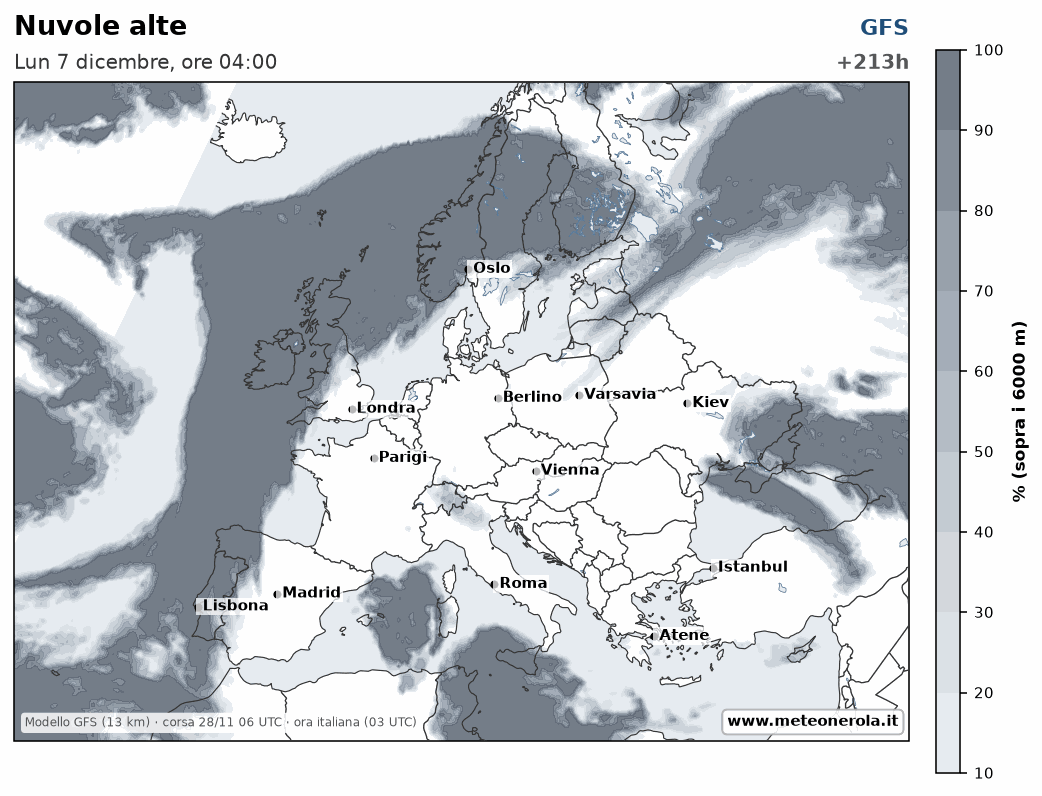 Nuvole alte
GFS
Lun 7 dicembre, ore 04:00
+213h
100
90
80
70
60
50
40
30
20
10
% (sopra i 6000 m)
Oslo
Londra
Berlino
Varsavia
Kiev
Parigi
Vienna
Istanbul
Roma
Madrid
Lisbona
Atene
Modello GFS (13 km) · corsa 28/11 06 UTC · ora italiana (03 UTC)
www.meteonerola.it